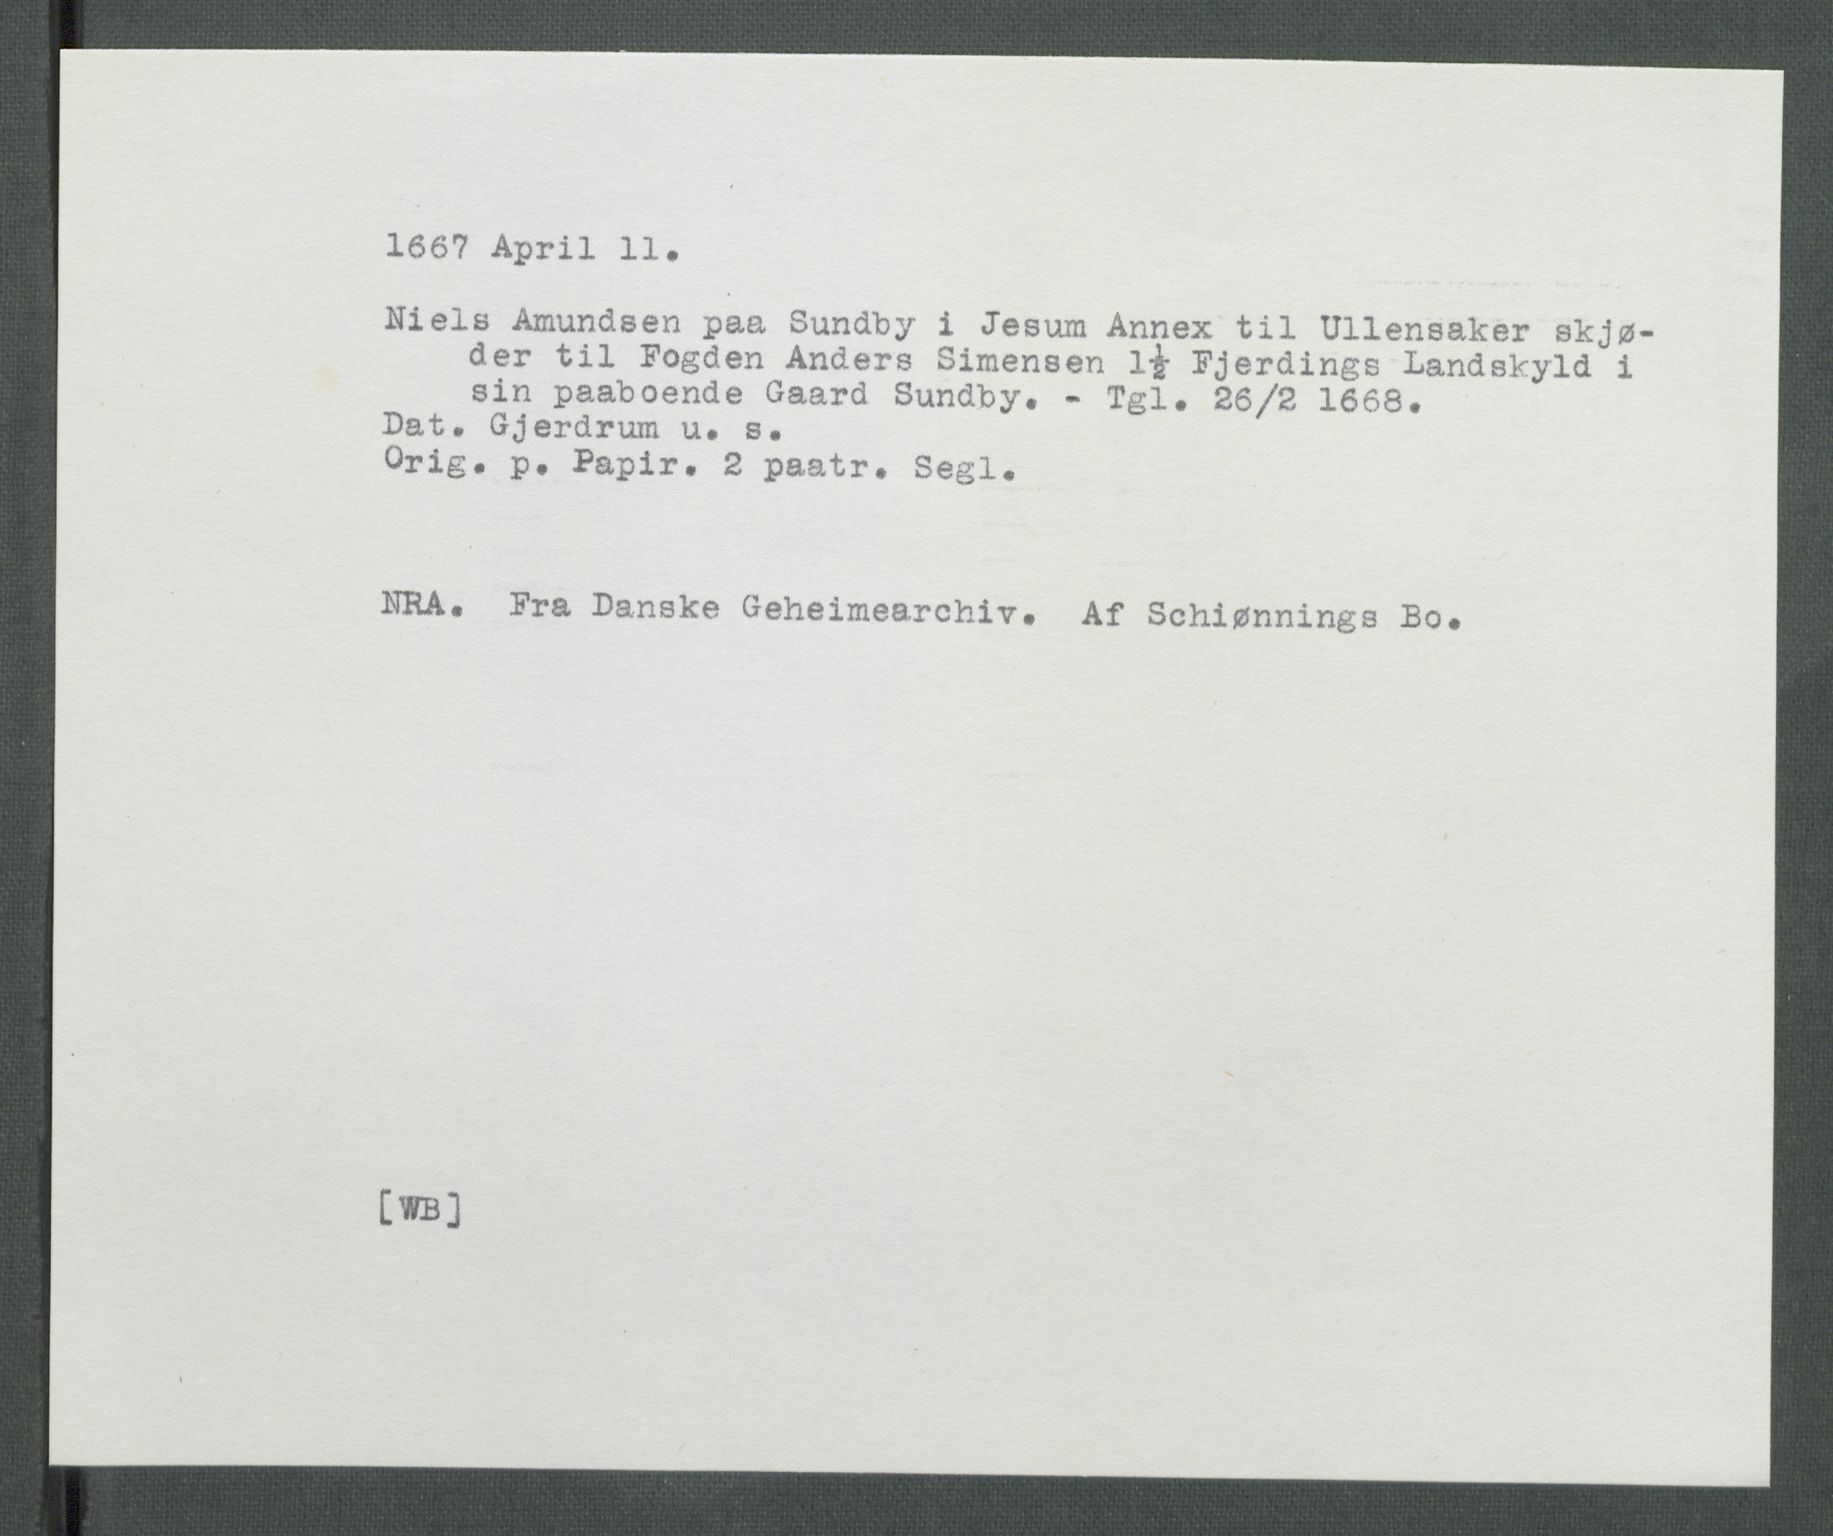 1667 April 11.
Niels Amundsen paa Sundby i Jesum Annex til Ullensaker skjø-
der til Fogden Anders Simensen 1½ Fjerdings Landskyld i
sin paaboende Gaard Sundby. - Tgl. 26/2 1668.
Dat. Gjerdrum u. s.
Orig. p. Papir. 2 paatr. Segl.
NRA. Fra Danske Geheimearchiv. Af Schiønnings Bo.
[WB]